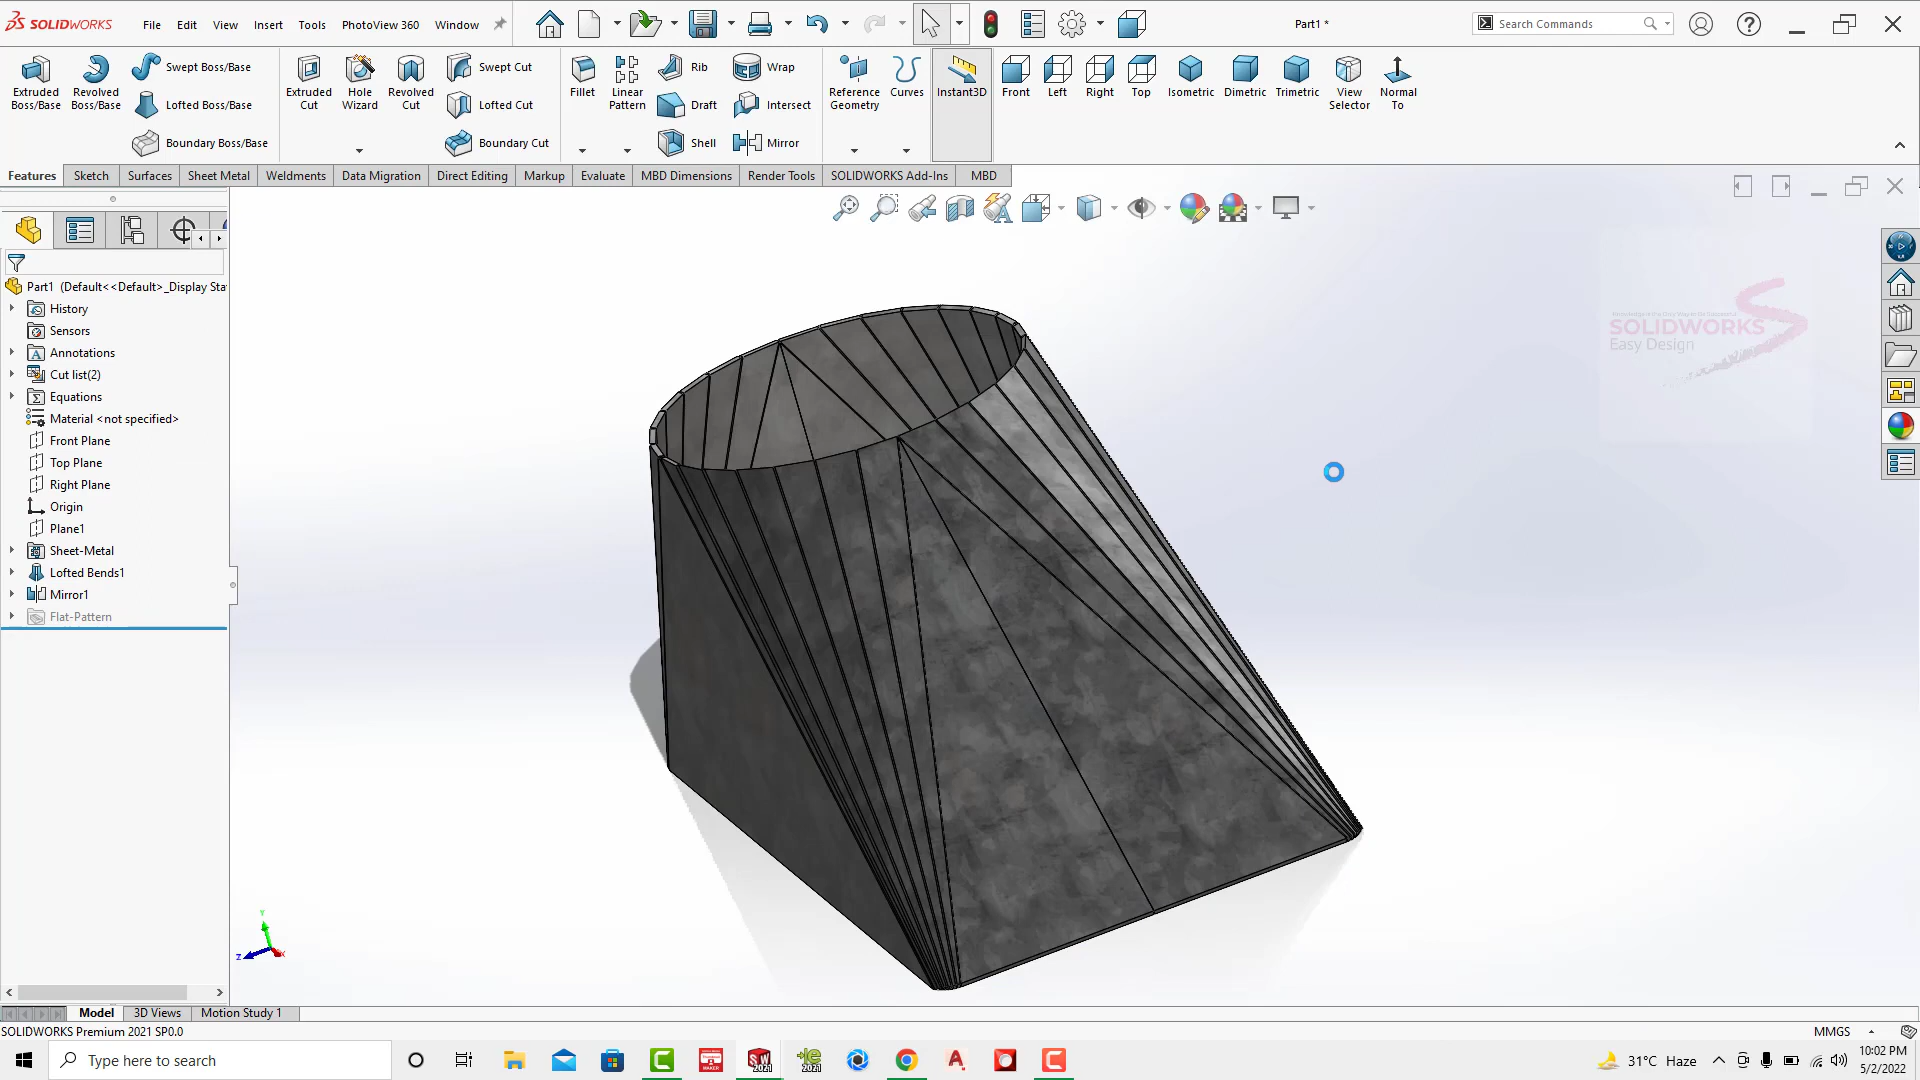 SOLIDWORKS
File Edit View Insert Tools PhotoView 360 Window
Part1 *
Search Commands
Extruded Boss/Base
Revolved Boss/Base
Swept Boss/Base
Lofted Boss/Base
Boundary Boss/Base
Extruded Cut
Hole Wizard
Revolved Cut
Swept Cut
Lofted Cut
Boundary Cut
Fillet
Linear Pattern
Rib
Draft
Shell
Wrap
Intersect
Mirror
Reference Geometry
Curves
Instant3D
Front
Left
Right
Top
Isometric
Dimetric
Trimetric
View Selector
Normal To
Features Sketch Surfaces Sheet Metal Weldments Data Migration Direct Editing Markup Evaluate MBD Dimensions Render Tools SOLIDWORKS Add-Ins MBD
Part1 (Default<<Default>_Display Sta
History
Sensors
Annotations
Cut list(2)
Equations
Material <not specified>
Front Plane
Top Plane
Right Plane
Origin
Plane1
Sheet-Metal
Lofted Bends1
Mirror1
Flat-Pattern
SOLIDWORKS
Easy Design
Y
Z
X
Model 3D Views Motion Study 1
SOLIDWORKS Premium 2021 SP0.0
MMGS
Type here to search
31°C Haze
10:02 PM
5/2/2022